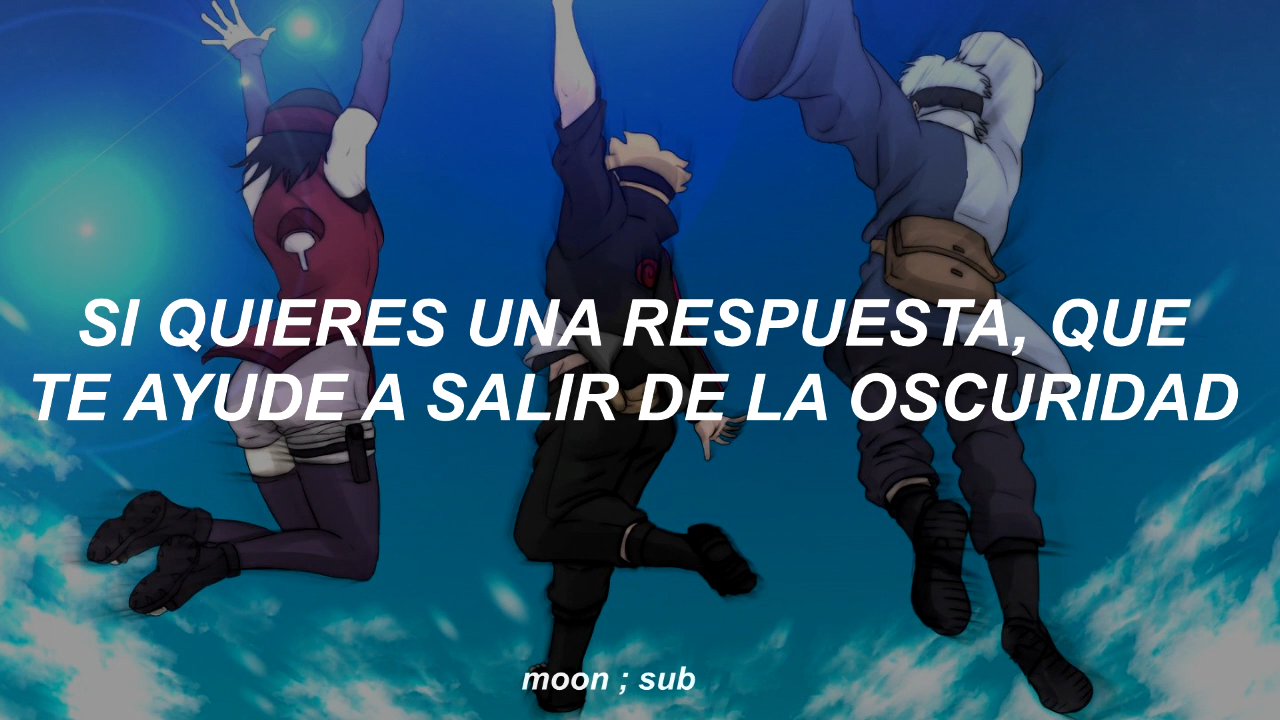 SI QUIERES UNA RESPUESTA, QUE
TE AYUDE A SALIR DE LA OSCURIDAD
moon ; sub